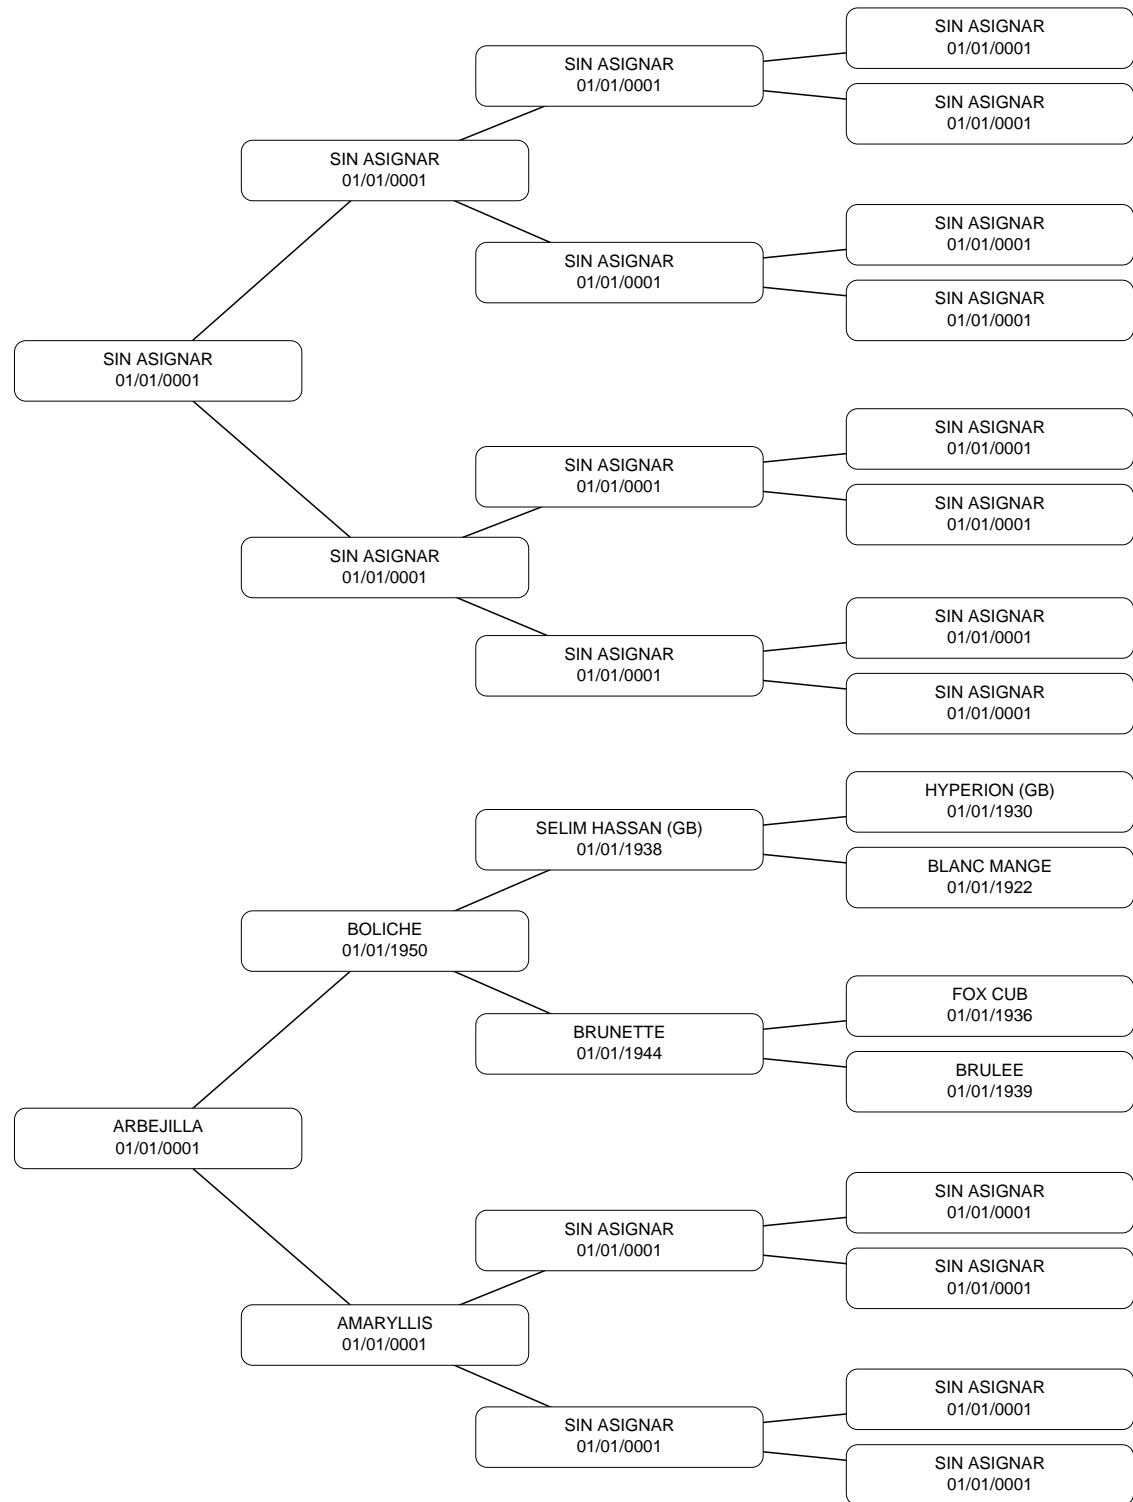 SIN ASIGNAR
01/01/0001
SIN ASIGNAR
01/01/0001
SIN ASIGNAR
01/01/0001
SIN ASIGNAR
01/01/0001
SIN ASIGNAR
01/01/0001
SIN ASIGNAR
01/01/0001
SIN ASIGNAR
01/01/0001
SIN ASIGNAR
01/01/0001
SIN ASIGNAR
01/01/0001
SIN ASIGNAR
01/01/0001
SIN ASIGNAR
01/01/0001
SIN ASIGNAR
01/01/0001
SIN ASIGNAR
01/01/0001
SIN ASIGNAR
01/01/0001
SIN ASIGNAR
01/01/0001
HYPERION (GB)
01/01/1930
SELIM HASSAN (GB)
01/01/1938
BLANC MANGE
01/01/1922
BOLICHE
01/01/1950
FOX CUB
01/01/1936
BRUNETTE
01/01/1944
BRULEE
01/01/1939
ARBEJILLA
01/01/0001
SIN ASIGNAR
01/01/0001
SIN ASIGNAR
01/01/0001
SIN ASIGNAR
01/01/0001
AMARYLLIS
01/01/0001
SIN ASIGNAR
01/01/0001
SIN ASIGNAR
01/01/0001
SIN ASIGNAR
01/01/0001